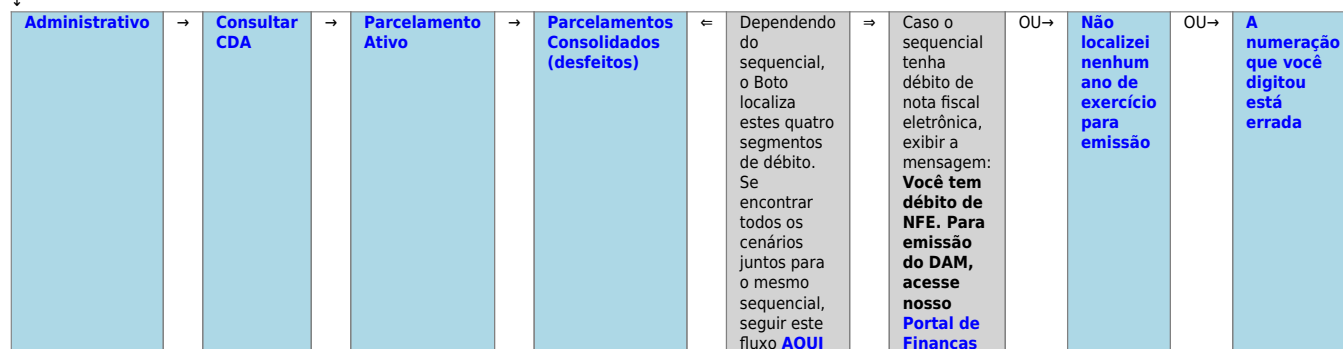 ↓
Administrativo
→
Consultar
CDA
→
Parcelamento
Ativo
→
Parcelamentos
Consolidados
(desfeitos)
⇐
Dependendo
do
sequencial,
o Boto
localiza
estes quatro
segmentos
de débito.
Se
encontrar
todos os
cenários
juntos para
o mesmo
sequencial,
seguir este
fluxo AQUI
⇒
Caso o
sequencial
tenha
débito de
nota fiscal
eletrônica,
exibir a
mensagem:
Você tem
débito de
NFE. Para
emissão
do DAM,
acesse
nosso
Portal de
Finanças
OU→
Não
localizei
nenhum
ano de
exercício
para
emissão
OU→
A
numeração
que você
digitou
está
errada